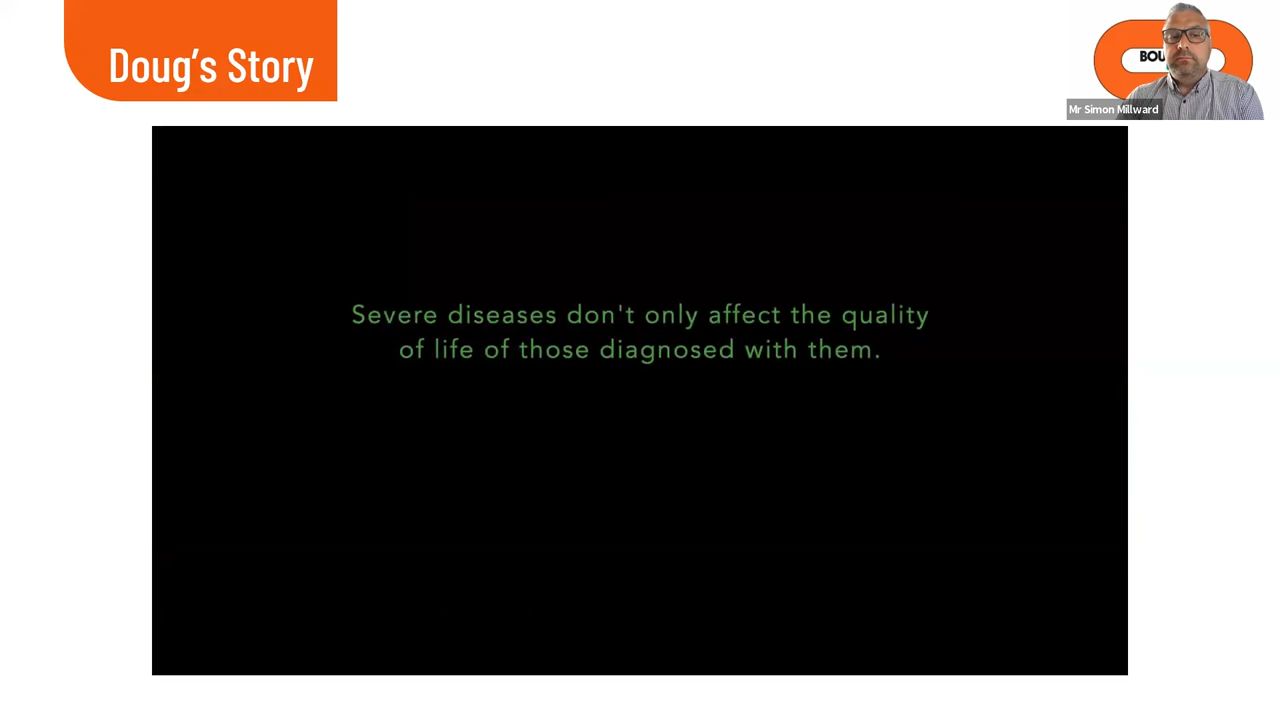 Doug’s Story
BOU
Mr Simon Millward
Severe diseases don't only affect the quality
of life of those diagnosed with them.